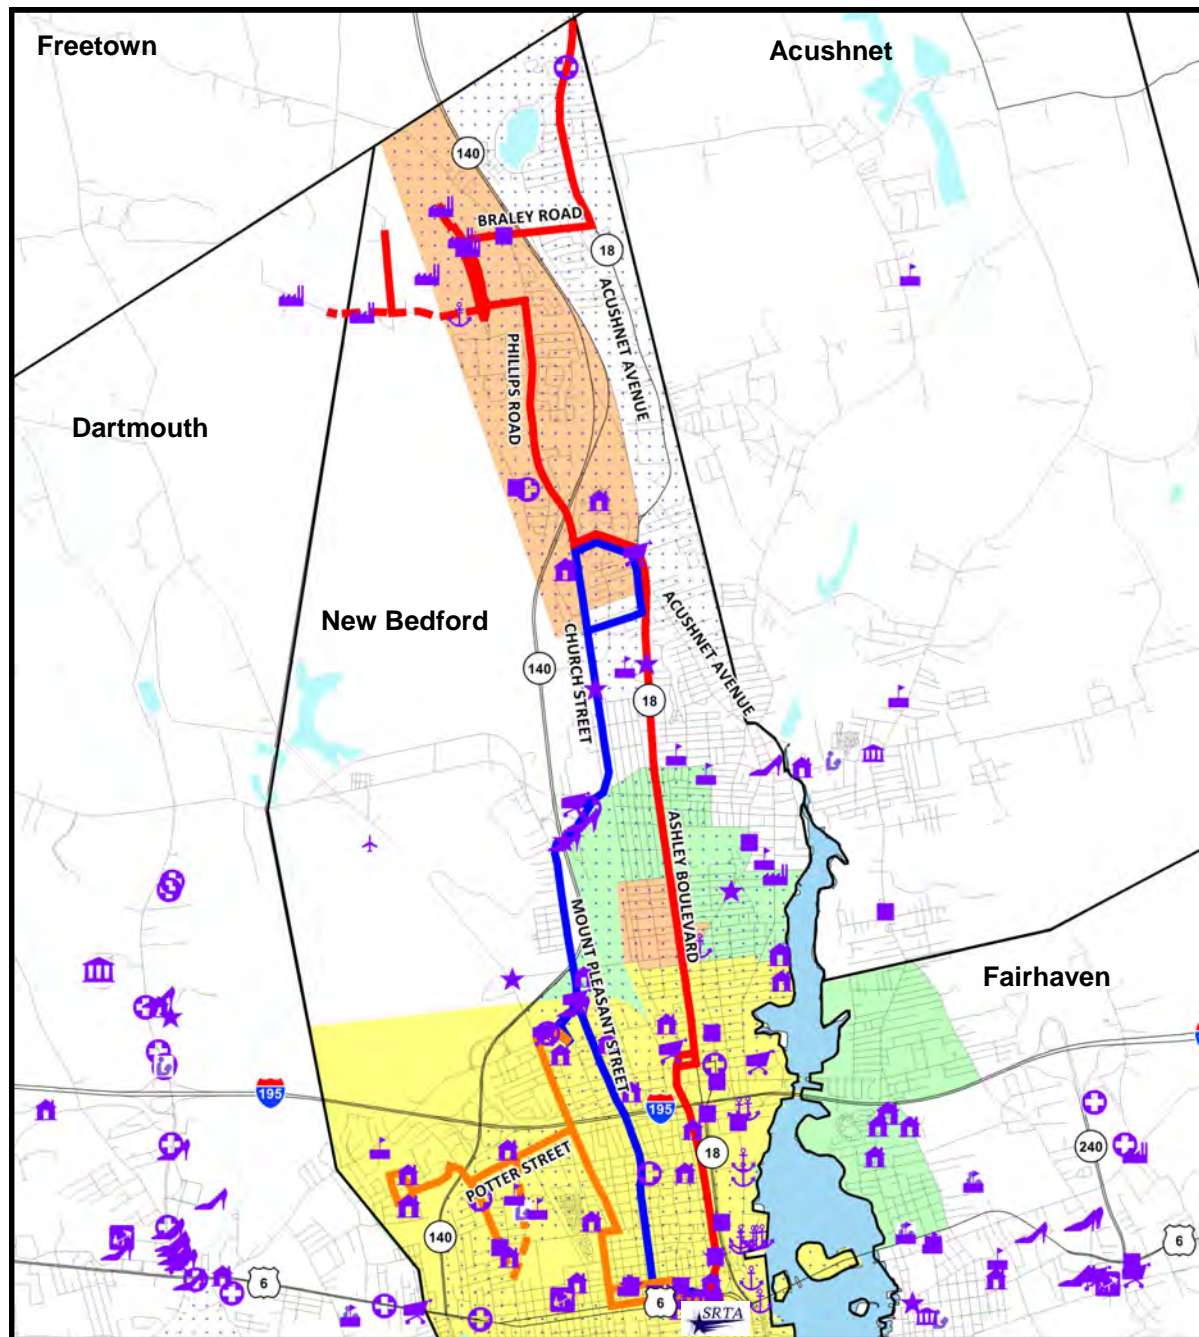 Freetown
Acushnet
140
BRALEY ROAD
18
ACUSHNET AVENUE
PHILLIPS ROAD
Dartmouth
New Bedford
ACUSHNET AVENUE
CHURCH STREET
140
18
ASHLEY BOULEVARD
MOUNT PLEASANT STREET
Fairhaven
195
195
240
18
POTTER STREET
140
6
6
6
SRTA